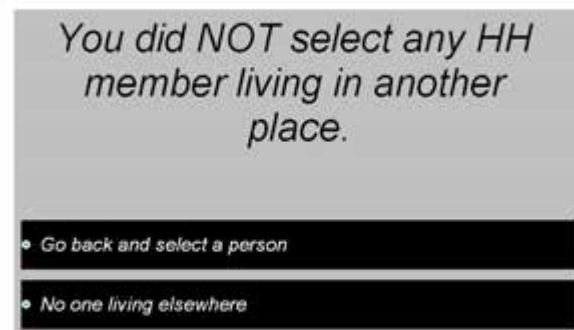 You did NOT select any HH
member living in another
place.
Go back and select a person
No one living elsewhere